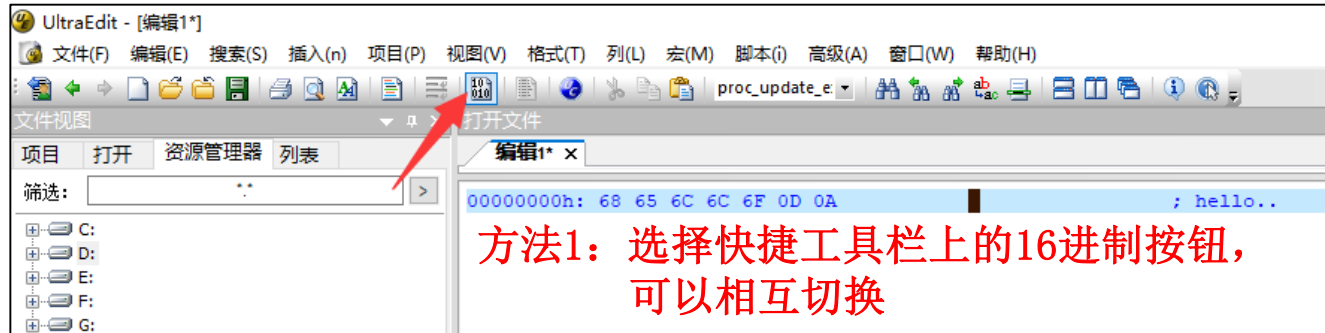 UltraEdit - [编辑1*]
文件(F) 编辑(E) 搜索(S) 插入(n) 项目(P) 视图(V) 格式(T) 列(L) 宏(M) 脚本(i) 高级(A) 窗口(W) 帮助(H)
proc_update_e:
文件视图 打开文件
项目 打开 资源管理器 列表 编辑1* x
筛选: *.* >
00000000h: 68 65 6C 6C 6F 0D 0A ; hello..
C:
D:
E:
F:
G:
方法1：选择快捷工具栏上的16进制按钮，
可以相互切换